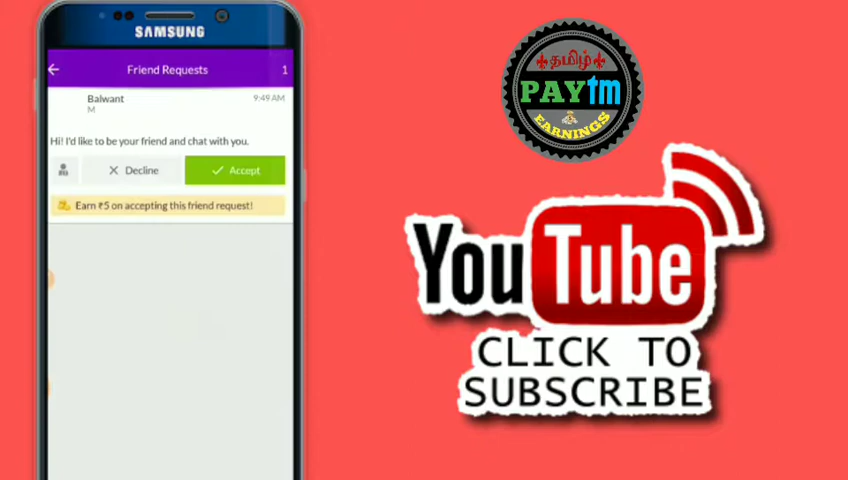 SAMSUNG
Friend Requests 1
Balwant 9:49 AM
M
Hi! I'd like to be your friend and chat with you.
Decline Accept
Earn ₹5 on accepting this friend request!
தமிழ்
PAYtm
EARNINGS
YouTube
CLICK TO
SUBSCRIBE